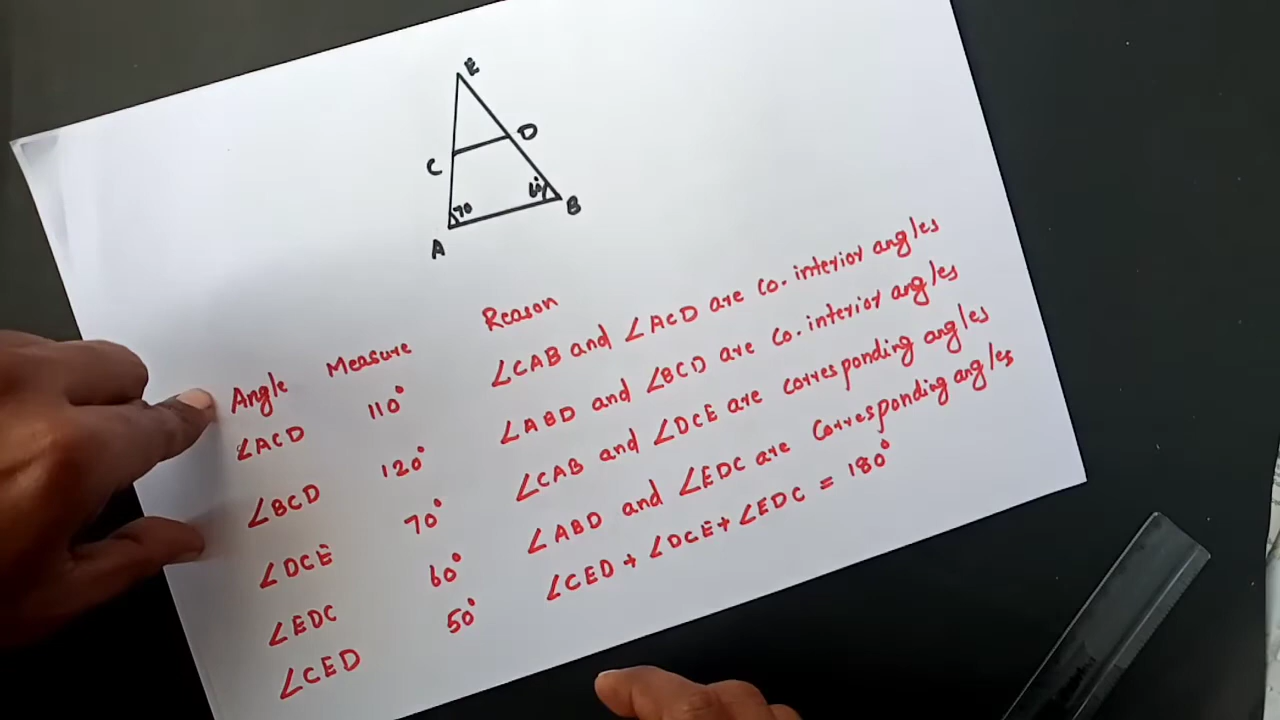 E
D
C
70
60°
B
A
Angle Measure Reason
∠ACD 110° ∠CAB and ∠ACD are co. interior angles
∠BCD 120° ∠ABD and ∠BCD are co. interior angles
∠DCE 70° ∠CAB and ∠DCE are corresponding angles
∠EDC 60° ∠ABD and ∠EDC are corresponding angles
∠CED 50° ∠CED + ∠DCE + ∠EDC = 180°